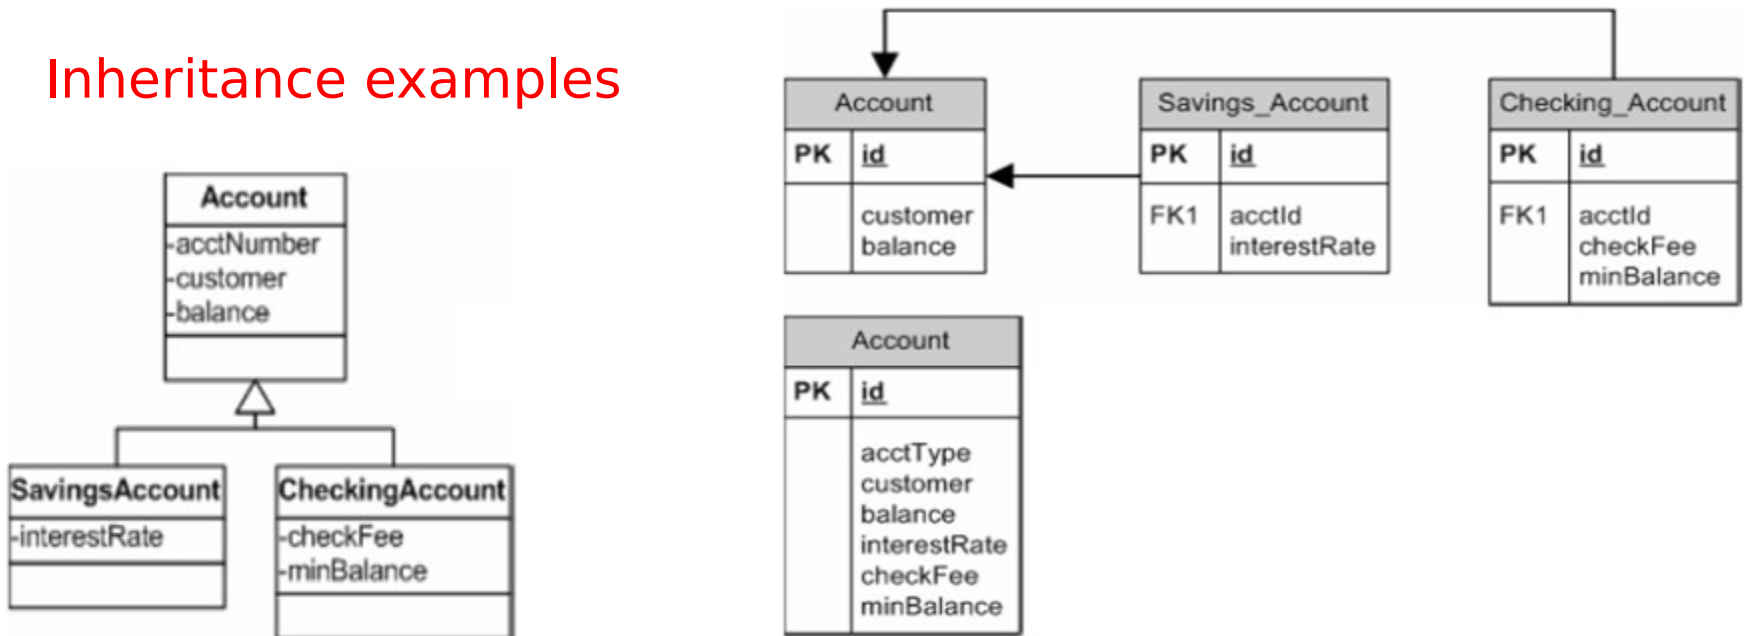 Inheritance examples
Account
-acctNumber
-customer
-balance
SavingsAccount
-interestRate
CheckingAccount
-checkFee
-minBalance
Account
PK id
customer
balance
Savings_Account
PK id
FK1 acctId
interestRate
Checking_Account
PK id
FK1 acctId
checkFee
minBalance
Account
PK id
acctType
customer
balance
interestRate
checkFee
minBalance